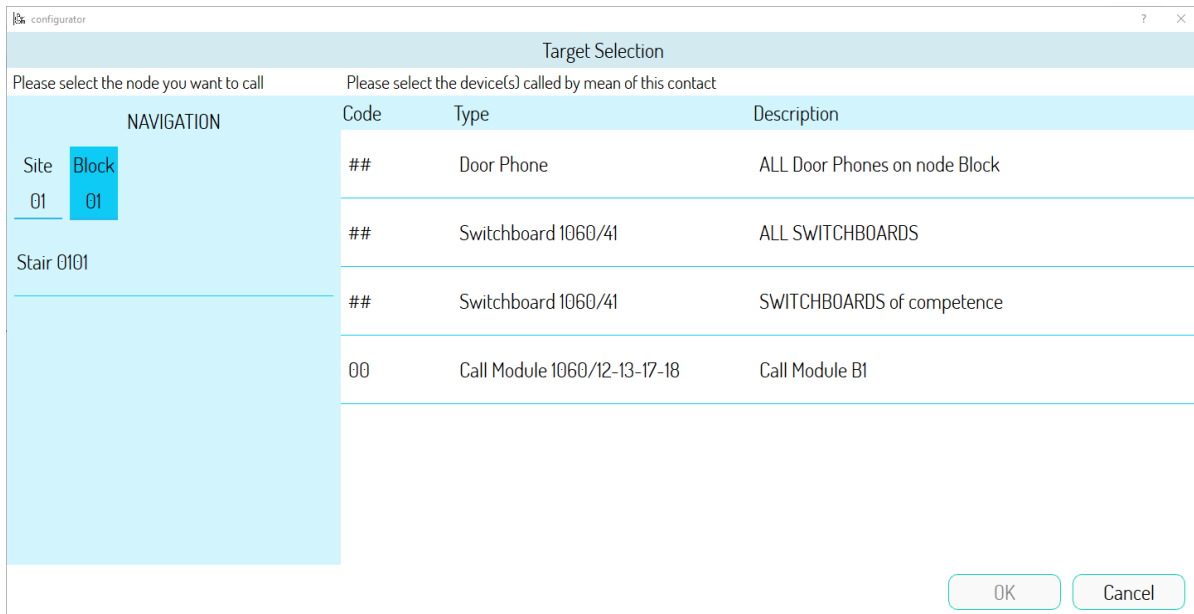 configurator
?
Target Selection
Please select the node you want to call
Please select the device(s) called by mean of this contact
NAVIGATION
Site Block
01 01
Stair 0101
Code Type Description
## Door Phone ALL Door Phones on node Block
## Switchboard 1060/41 ALL SWITCHBOARDS
## Switchboard 1060/41 SWITCHBOARDS of competence
00 Call Module 1060/12-13-17-18 Call Module B1
OK Cancel